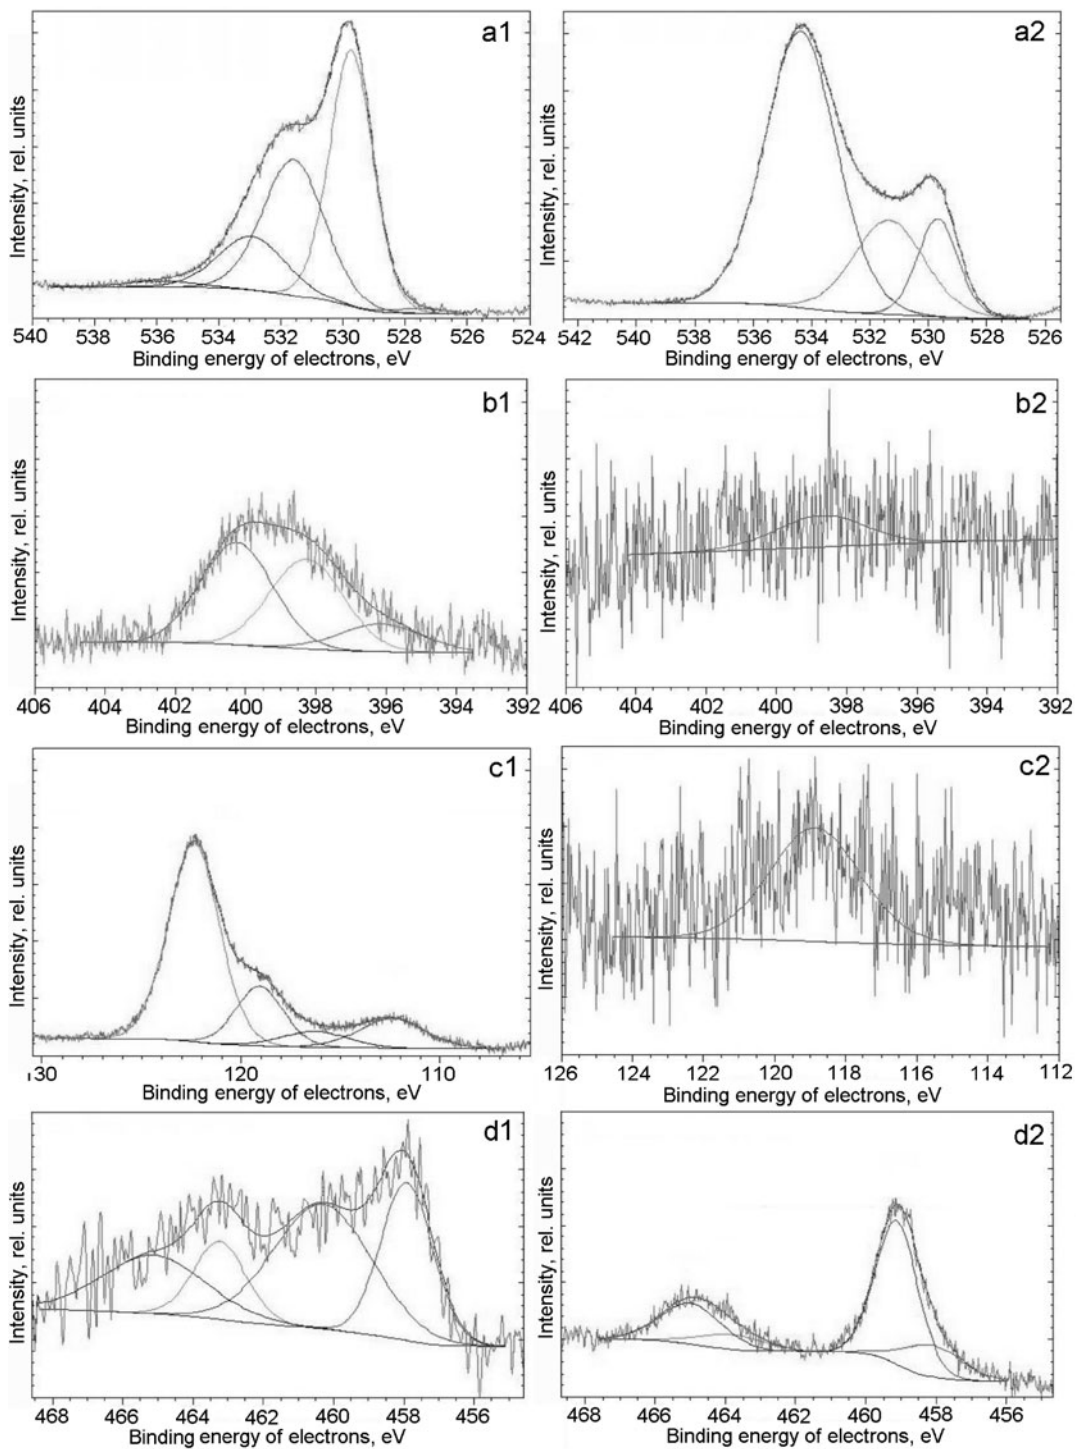 a1
Intensity, rel. units
540 538 536 534 532 530 528 526 524
Binding energy of electrons, eV
a2
Intensity, rel. units
542 540 538 536 534 532 530 528 526
Binding energy of electrons, eV
b1
Intensity, rel. units
406 404 402 400 398 396 394 392
Binding energy of electrons, eV
b2
Intensity, rel. units
406 404 402 400 398 396 394 392
Binding energy of electrons, eV
c1
Intensity, rel. units
130 120 110
Binding energy of electrons, eV
c2
Intensity, rel. units
126 124 122 120 118 116 114 112
Binding energy of electrons, eV
d1
Intensity, rel. units
468 466 464 462 460 458 456
Binding energy of electrons, eV
d2
Intensity, rel. units
468 466 464 462 460 458 456
Binding energy of electrons, eV